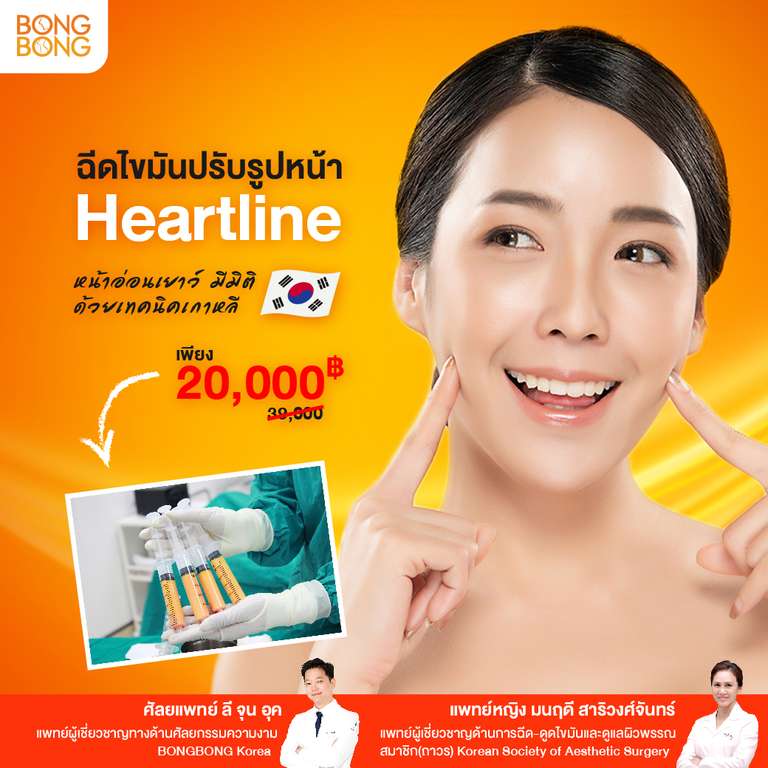 BONG
BONG
ฉีดไขมันปรับรูปหน้า
Heartline
หน้าอ่อนเยาว์ มีมิติ
ด้วยเทคนิคเกาหลี
เพียง
20,000฿
39,000
ศัลยแพทย์ ลี จุน อุค
แพทย์ผู้เชี่ยวชาญทางด้านศัลยกรรมความงาม
BONGBONG Korea
แพทย์หญิง มนฤดี สาริวงศ์จันทร์
แพทย์ผู้เชี่ยวชาญด้านการฉีด-ดูดไขมันและดูแลผิวพรรณ
สมาชิก(ถาวร) Korean Society of Aesthetic Surgery